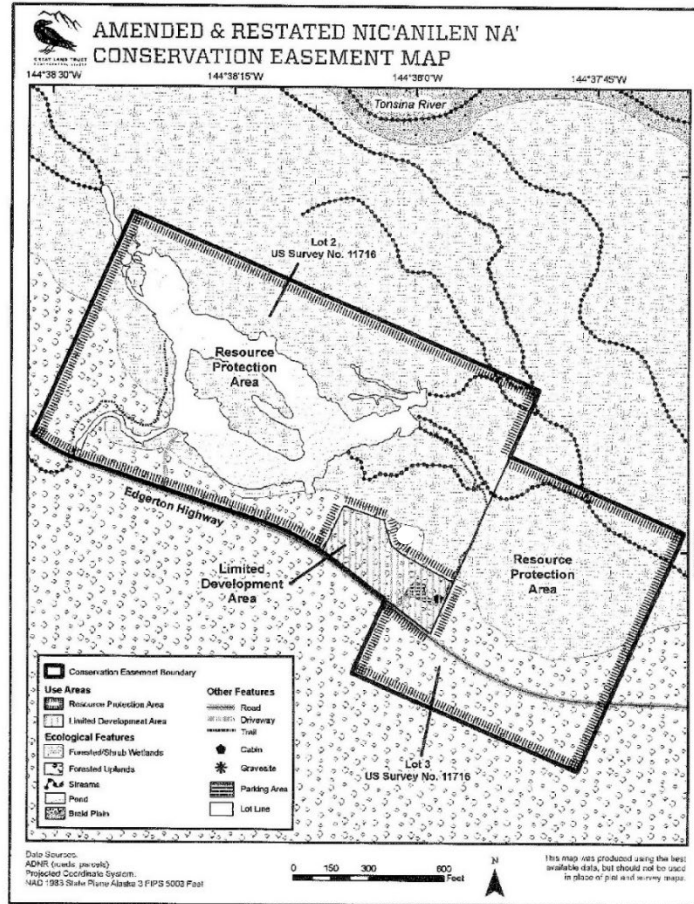 AMENDED & RESTATED NIC'ANILEN NA'
CONSERVATION EASEMENT MAP
GREAT LAND TRUST
144°38'30"W 144°38'15"W 144°38'0"W 144°37'45"W
Tonsina River
Lot 2
US Survey No. 11716
Resource
Protection
Area
Edgerton Highway
Limited
Development
Area
Resource
Protection
Area
Lot 3
US Survey No. 11716
Conservation Easement Boundary
Use Areas
Resource Protection Area
Limited Development Area
Ecological Features
Forested/Shrub Wetlands
Forested Uplands
Streams
Pond
Braid Plain
Other Features
Road
Driveway
Trail
Cabin
Gravesite
Parking Area
Lot Line
Data Sources:
ADNR (roads, parcels)
Projected Coordinate System:
NAD 1983 State Plane Alaska 3 FIPS 5003 Feet
0 150 300 600
Feet
N
This map was produced using the best
available data, but should not be used
in place of plat and survey maps.